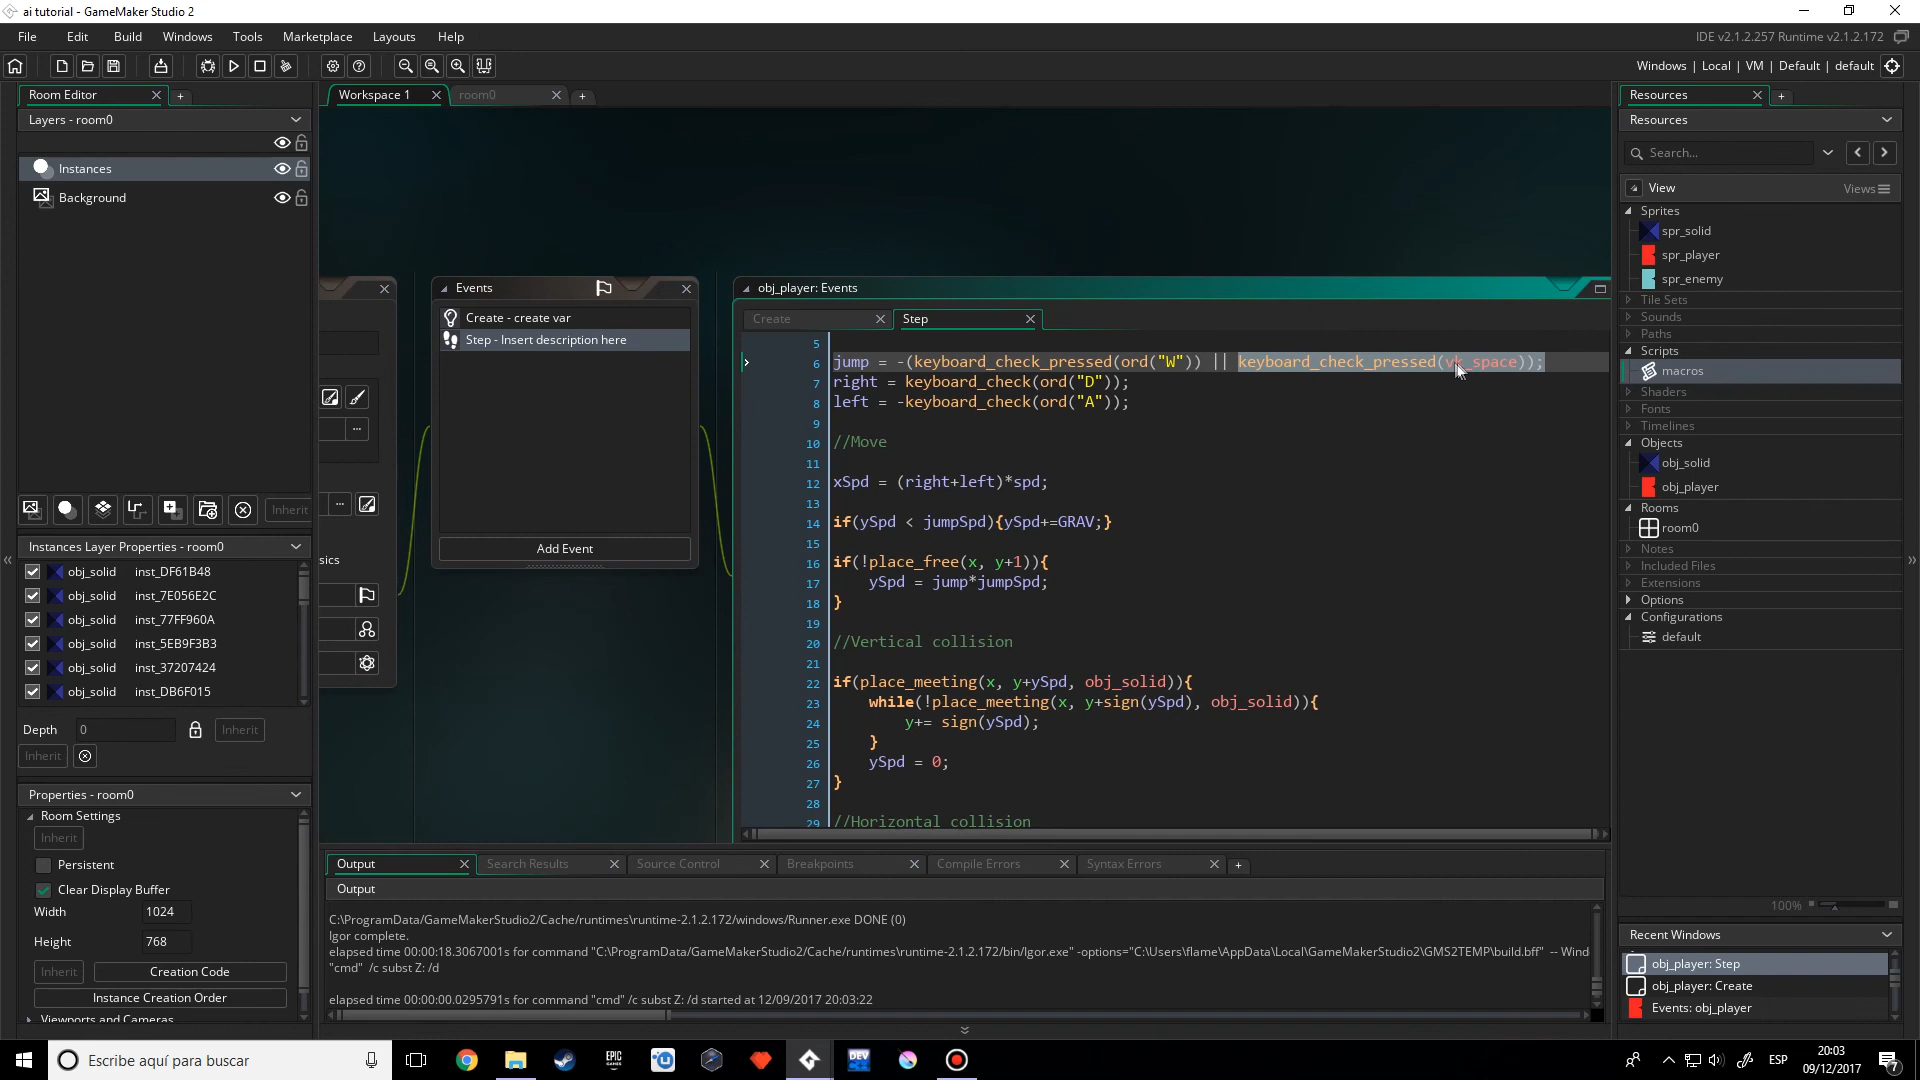 ai tutorial - GameMaker Studio 2
File Edit Build Windows Tools Marketplace Layouts Help
IDE v2.1.2.257 Runtime v2.1.2.172
Windows | Local | VM | Default | default
Room Editor
Layers - room0
Instances
Background
Inherit
Instances Layer Properties - room0
obj_solid inst_DF61B48
obj_solid inst_7E056E2C
obj_solid inst_77FF960A
obj_solid inst_5EB9F3B3
obj_solid inst_37207424
obj_solid inst_DB6F015
Depth 0 Inherit
Inherit
Properties - room0
Room Settings
Inherit
Persistent
Clear Display Buffer
Width 1024
Height 768
Inherit Creation Code
Instance Creation Order
Viewports and Cameras
Workspace 1 room0
sics
Events
Create - create var
Step - Insert description here
Add Event
obj_player: Events
Create Step
5
6 jump = -(keyboard_check_pressed(ord("W")) || keyboard_check_pressed(vk_space));
7 right = keyboard_check(ord("D"));
8 left = -keyboard_check(ord("A"));
9
10 //Move
11
12 xSpd = (right+left)*spd;
13
14 if(ySpd < jumpSpd){ySpd+=GRAV;}
15
16 if(!place_free(x, y+1)){
17 ySpd = jump*jumpSpd;
18 }
19
20 //Vertical collision
21
22 if(place_meeting(x, y+ySpd, obj_solid)){
23 while(!place_meeting(x, y+sign(ySpd), obj_solid)){
24 y+= sign(ySpd);
25 }
26 ySpd = 0;
27 }
28
29 //Horizontal collision
Output Search Results Source Control Breakpoints Compile Errors Syntax Errors
Output
C:\ProgramData/GameMakerStudio2/Cache/runtimes\runtime-2.1.2.172/windows/Runner.exe DONE (0)
Igor complete.
elapsed time 00:00:18.3067001s for command "C:\ProgramData/GameMakerStudio2/Cache/runtimes\runtime-2.1.2.172/bin/Igor.exe" -options="C:\Users\flame\AppData\Local\GameMakerStudio2\GMS2TEMP\build.bff" -- Wind
"cmd" /c subst Z: /d
elapsed time 00:00:00.0295791s for command "cmd" /c subst Z: /d started at 12/09/2017 20:03:22
Resources
Resources
Search...
View Views
Sprites
spr_solid
spr_player
spr_enemy
Tile Sets
Sounds
Paths
Scripts
macros
Shaders
Fonts
Timelines
Objects
obj_solid
obj_player
Rooms
room0
Notes
Included Files
Extensions
Options
Configurations
default
100%
Recent Windows
obj_player: Step
obj_player: Create
Events: obj_player
Escribe aquí para buscar
EPIC GAMES
DEV
ESP
20:03
09/12/2017
7